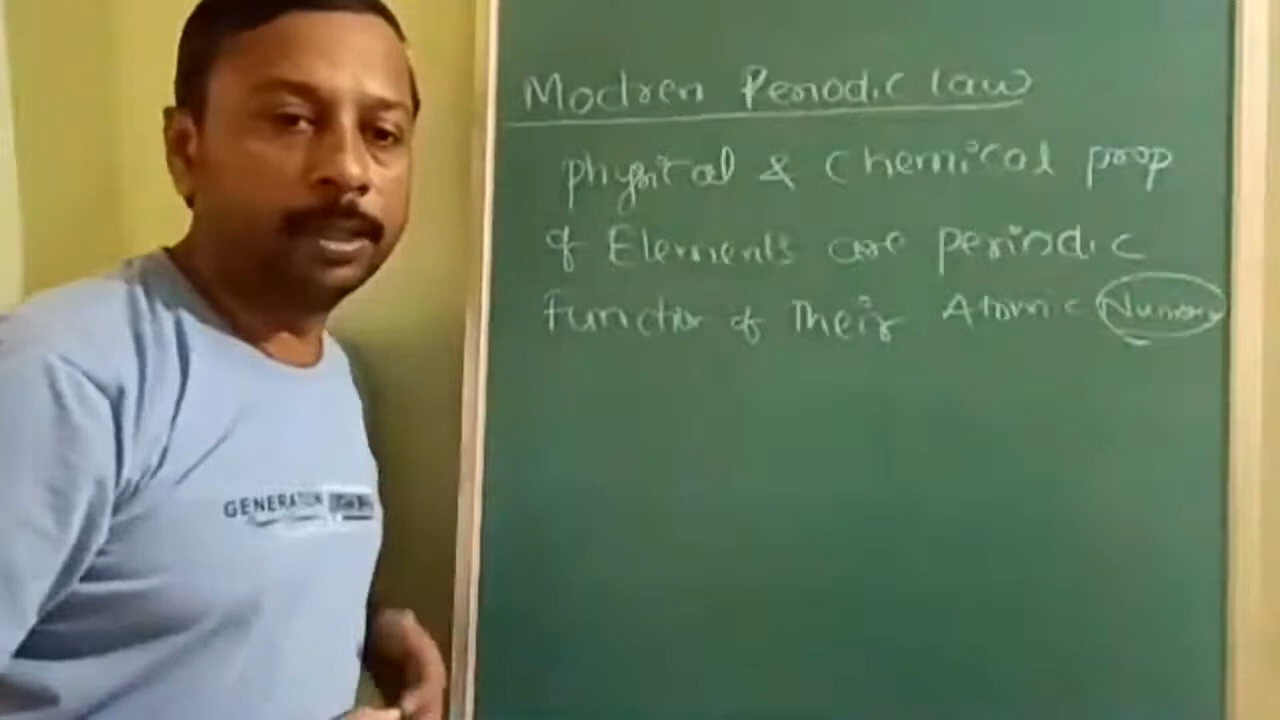 Modren Periodic law
physical & chemical prop
of Elements are periodic
function of Their Atomic Number
GENERATION